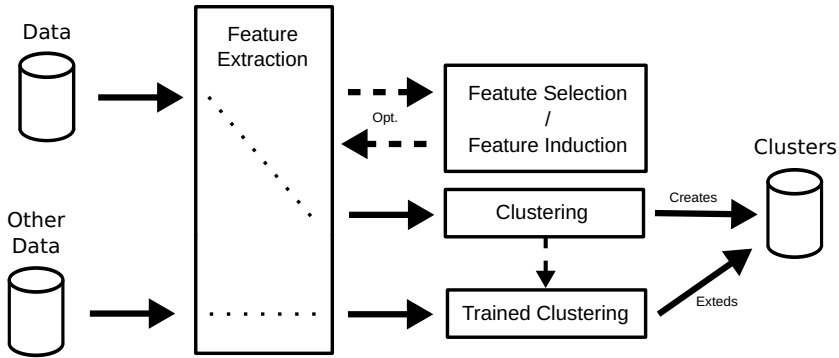 Data
Feature
Extraction
Opt.
Featute Selection
/
Feature Induction
Clusters
Other
Data
Clustering
Creates
Trained Clustering
Exteds